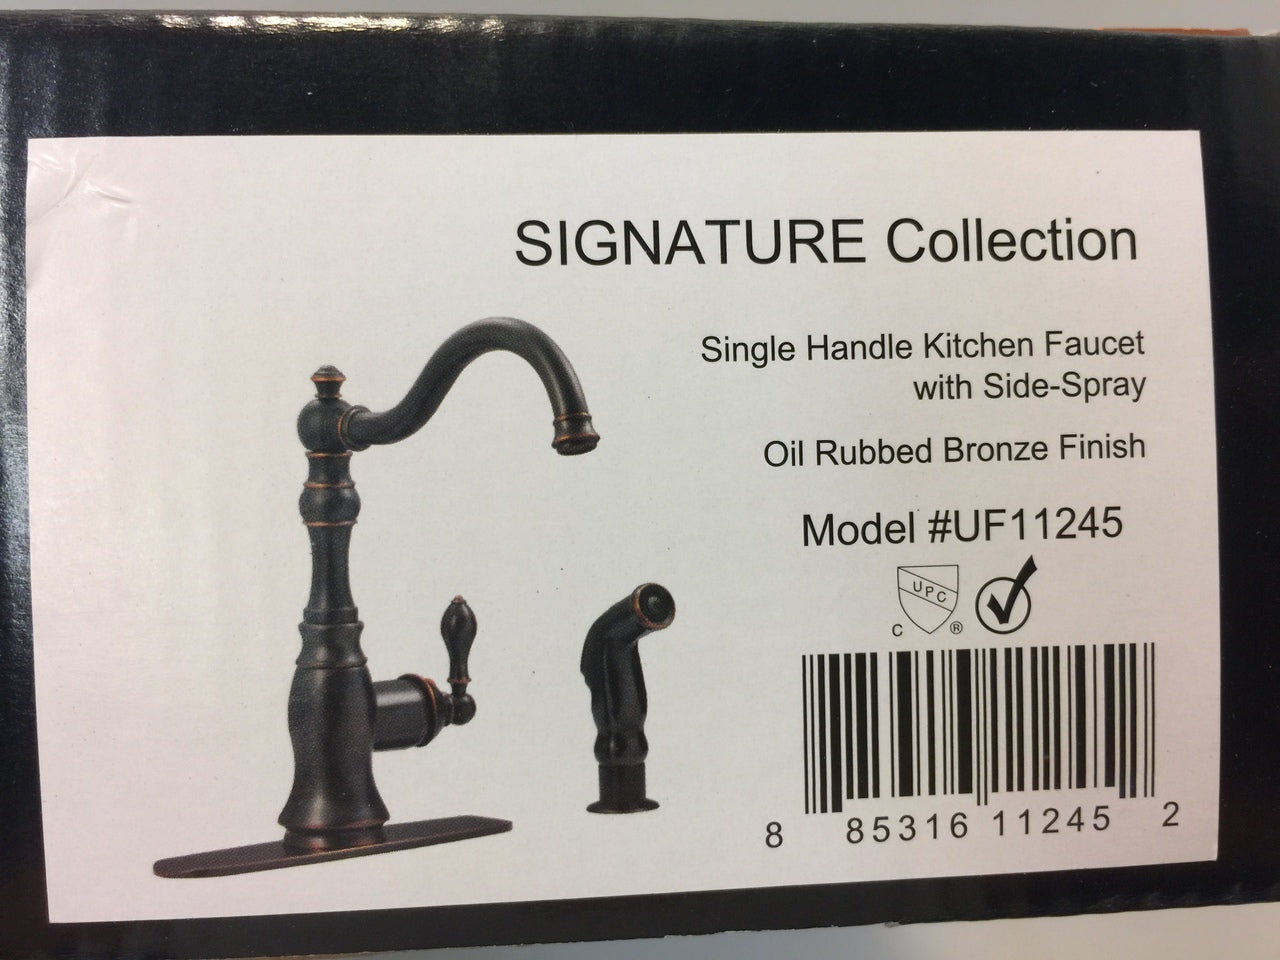 SIGNATURE Collection
Single Handle Kitchen Faucet
with Side-Spray
Oil Rubbed Bronze Finish
Model #UF11245
UPC
C ®
8 85316 11245 2